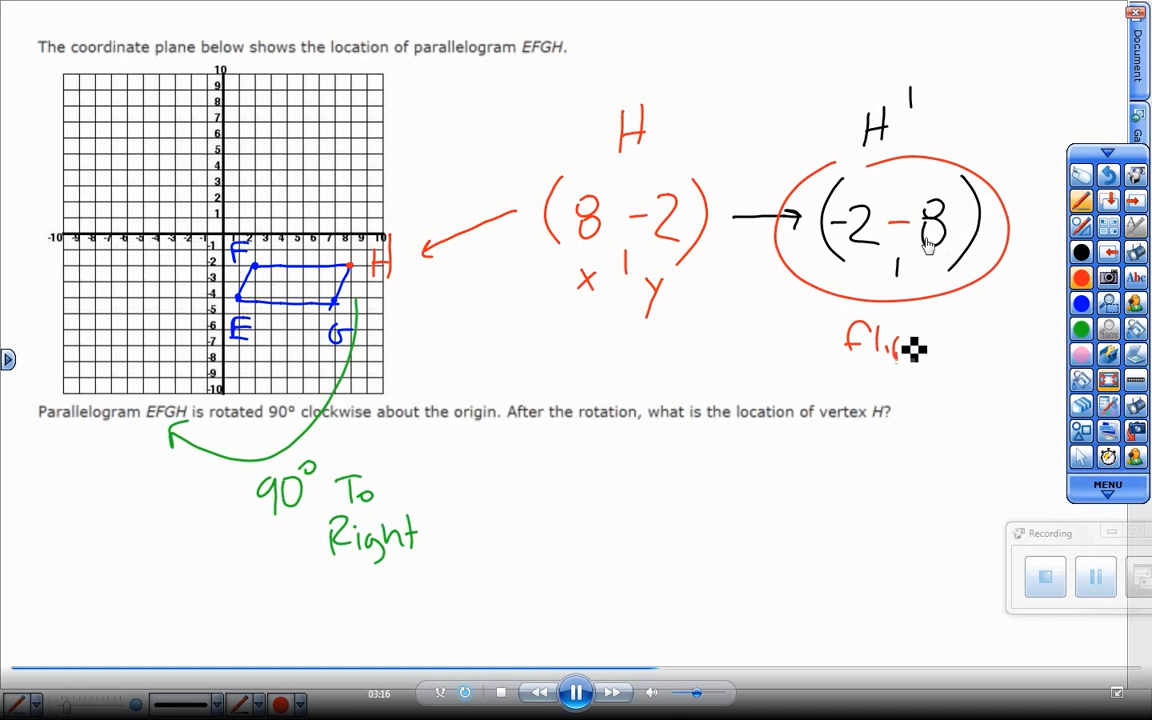 The coordinate plane below shows the location of parallelogram EFGH.
Document
10
9
8
7
6
5
4
3
2
1
-10 -9 -8 -7 -6 -5 -4 -3 -2 -1 1 2 3 4 5 6 7 8 9 10
-1
-2
-3
-4
-5
-6
-7
-8
-9
-10
F
H
E
G
H
(8 , -2)
x y
H'
(-2 , -8)
Parallelogram EFGH is rotated 90° clockwise about the origin. After the rotation, what is the location of vertex H?
90° To
Right
Abc
100%
MENU
Recording
03:16